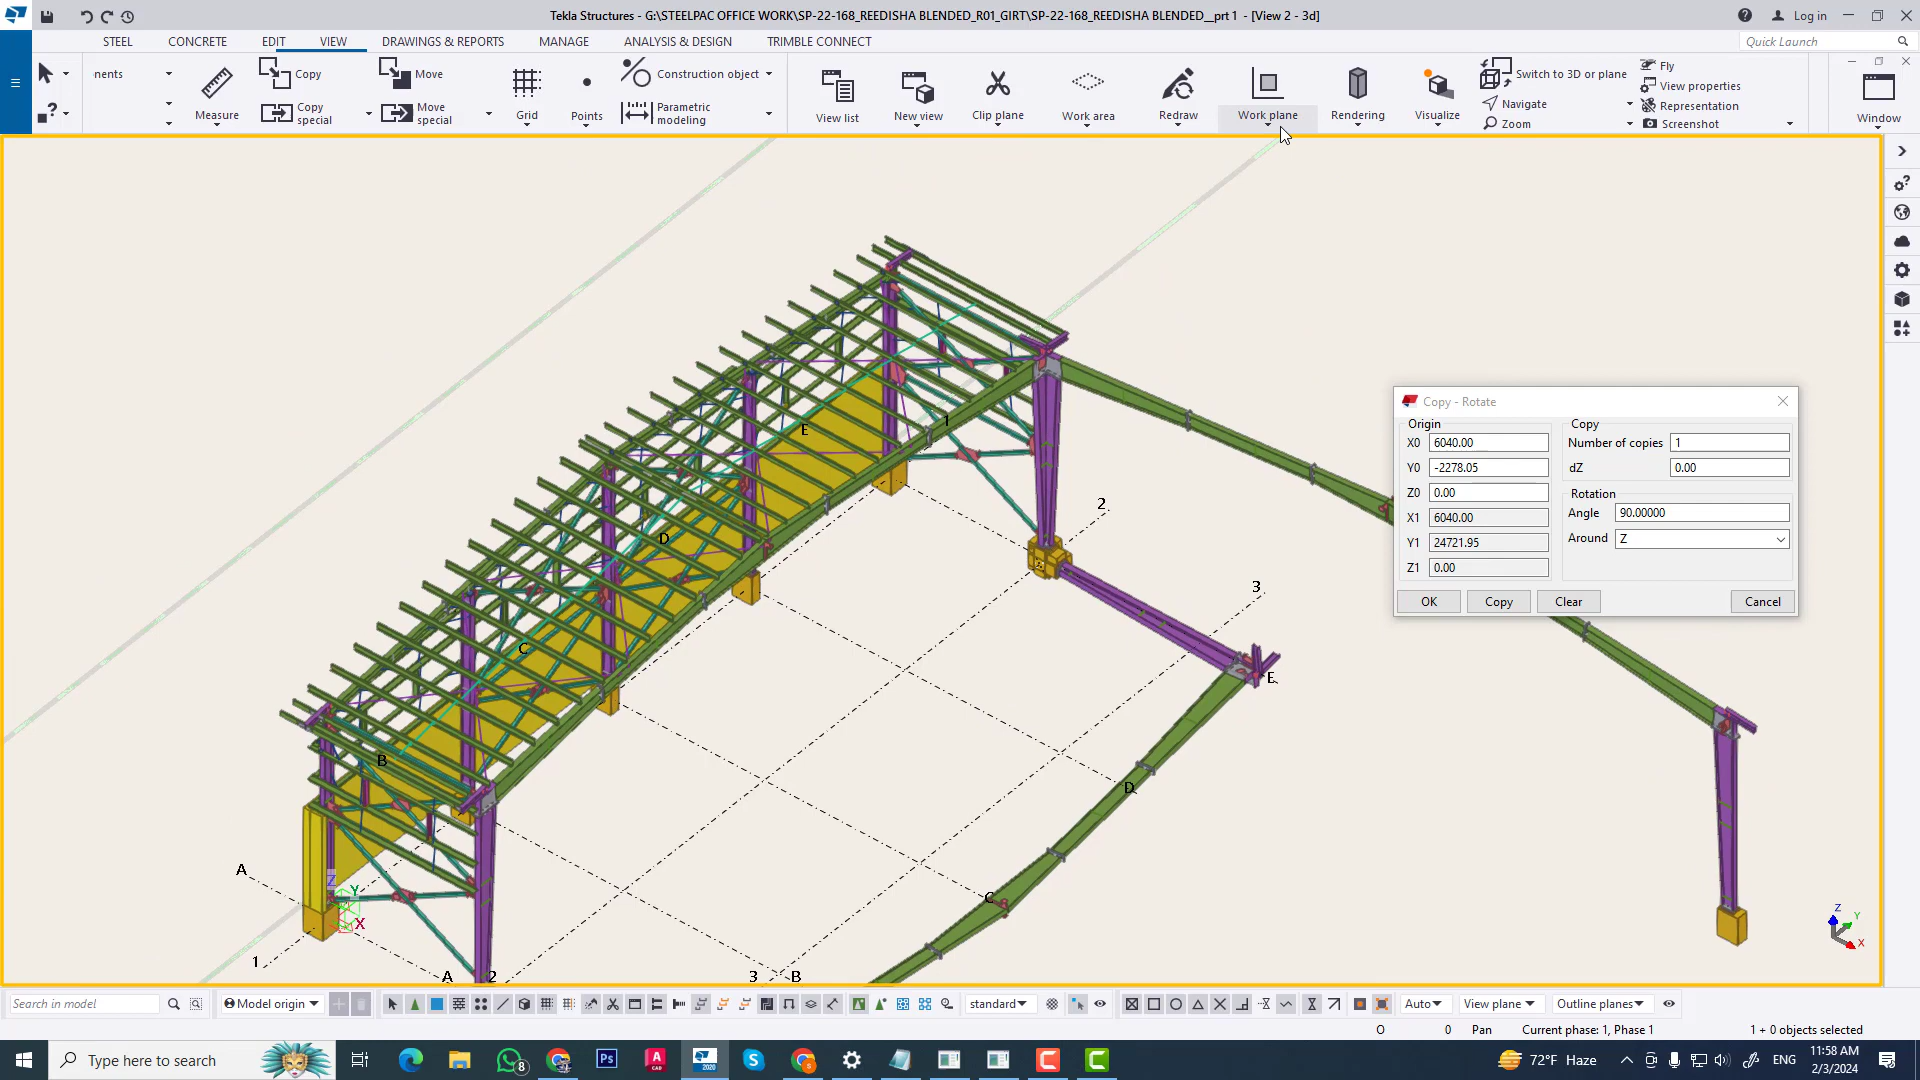 Tekla Structures - G:\STEELPAC OFFICE WORK\SP-22-168_REEDISHA BLENDED_R01_GIRT\SP-22-168_REEDISHA BLENDED__prt 1 - [View 2 - 3d]
Log in
STEEL CONCRETE EDIT VIEW DRAWINGS & REPORTS MANAGE ANALYSIS & DESIGN TRIMBLE CONNECT
Quick Launch
nents
Measure
Copy
Copy special
Move
Move special
Grid
Points
Construction object
Parametric modeling
View list
New view
Clip plane
Work area
Redraw
Work plane
Rendering
Visualize
Switch to 3D or plane
Navigate
Zoom
Fly
View properties
Representation
Screenshot
Window
Copy - Rotate
Origin
X0 6040.00
Y0 -2278.05
Z0 0.00
X1 6040.00
Y1 24721.95
Z1 0.00
Copy
Number of copies 1
dZ 0.00
Rotation
Angle 90.00000
Around Z
OK Copy Clear Cancel
1
E
2
D
3
C
E
B
D
A
C
Z
Y
X
1
A 2
3 B
Z
Y
X
Search in model
Model origin
standard
Auto
View plane
Outline planes
O 0 Pan Current phase: 1, Phase 1 1 + 0 objects selected
Type here to search
8
Ps
A
CAD
2020
72°F Haze
ENG
11:58 AM
2/3/2024